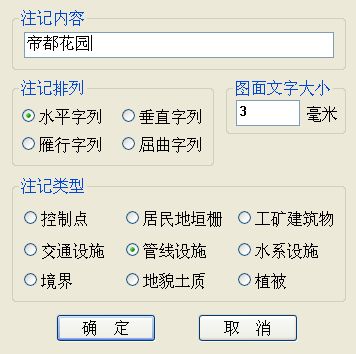 注记内容
帝都花园
注记排列 图面文字大小
水平字列 垂直字列 3 毫米
雁行字列 屈曲字列
注记类型
控制点 居民地垣栅 工矿建筑物
交通设施 管线设施 水系设施
境界 地貌土质 植被
确 定 取 消